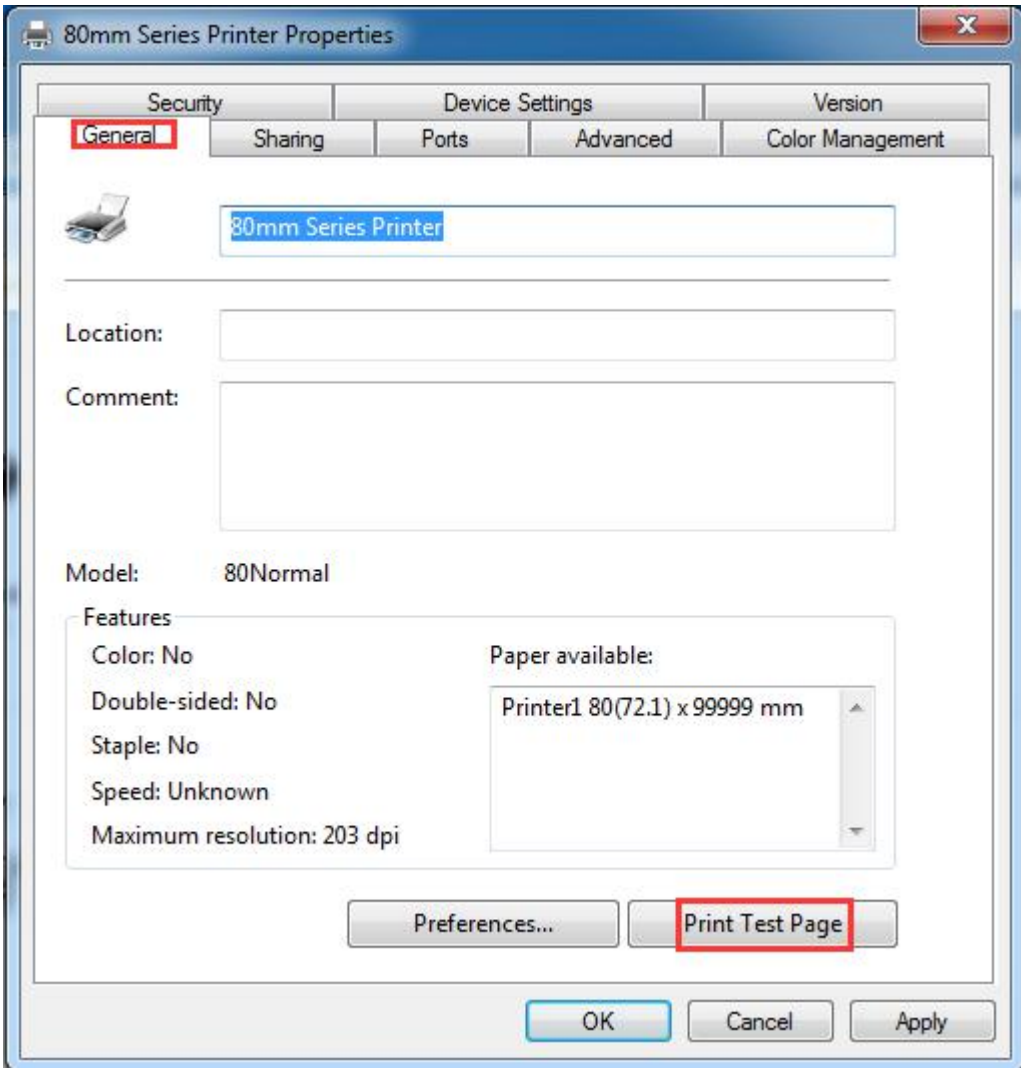 80mm Series Printer Properties
X
Security Device Settings Version
General Sharing Ports Advanced Color Management
80mm Series Printer
Location:
Comment:
Model: 80Normal
Features
Color: No
Paper available:
Double-sided: No
Printer1 80(72.1) x 99999 mm
Staple: No
Speed: Unknown
Maximum resolution: 203 dpi
Preferences... Print Test Page
OK Cancel Apply